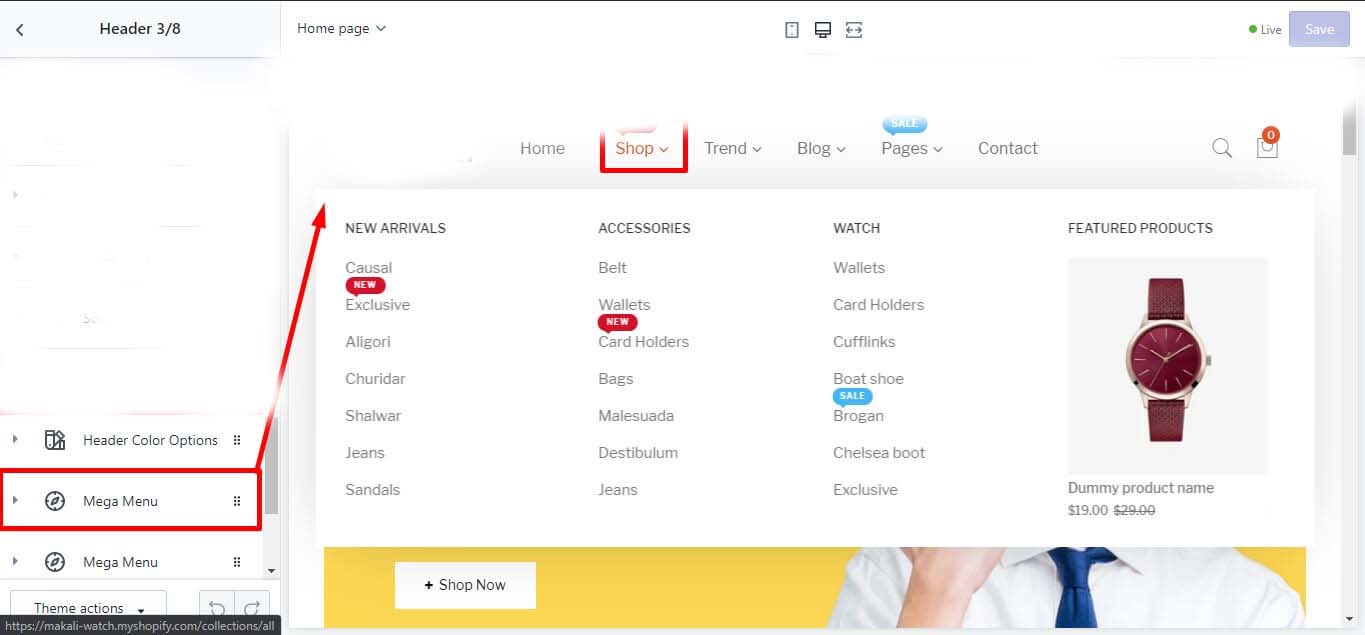 Header 3/8
Home page
Live
Save
SALE
0
Home
Shop
Trend
Blog
Pages
Contact
NEW ARRIVALS
ACCESSORIES
WATCH
FEATURED PRODUCTS
Causal
NEW
Exclusive
Aligori
Churidar
Shalwar
Jeans
Sandals
Belt
Wallets
NEW
Card Holders
Bags
Malesuada
Destibulum
Jeans
Wallets
Card Holders
Cufflinks
Boat shoe
SALE
Brogan
Chelsea boot
Exclusive
Dummy product name
$19.00 $29.00
+ Shop Now
Header Color Options
Mega Menu
Mega Menu
Theme actions
https://makali-watch.myshopify.com/collections/all